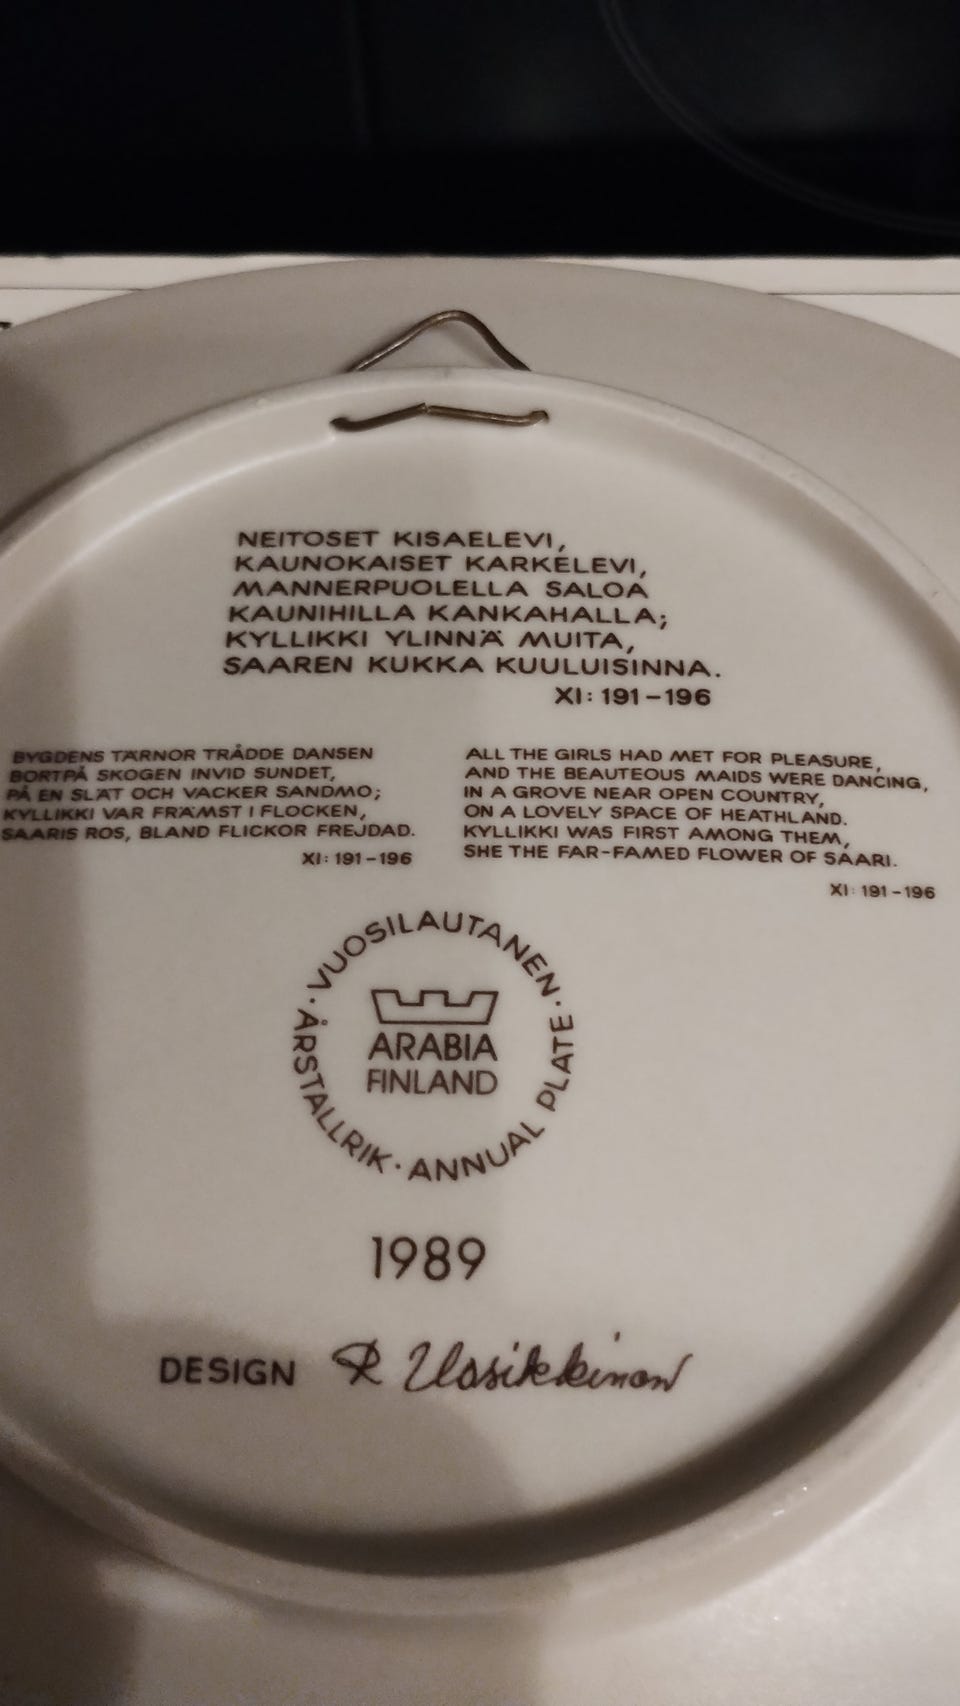 NEITOSET KISAELEVI,
KAUNOKAISET KARKELEVI,
MANNERPUOLELLA SALOA
KAUNIHILLA KANKAHALLA;
KYLLIKKI YLINNÄ MUITA,
SAAREN KUKKA KUULUISINNA.
XI: 191-196
BYGDENS TÄRNOR TRÅDDE DANSEN
BORTPÅ SKOGEN INVID SUNDET,
PÅ EN SLÄT OCH VACKER SANDMO;
KYLLIKKI VAR FRÄMST I FLOCKEN,
SAARIS ROS, BLAND FLICKOR FREJDAD.
XI: 191-196
ALL THE GIRLS HAD MET FOR PLEASURE,
AND THE BEAUTEOUS MAIDS WERE DANCING,
IN A GROVE NEAR OPEN COUNTRY,
ON A LOVELY SPACE OF HEATHLAND.
KYLLIKKI WAS FIRST AMONG THEM,
SHE THE FAR-FAMED FLOWER OF SAARI.
XI: 191-196
· VUOSILAUTANEN · ANNUAL PLATE · ÅRSTALLRIK
ARABIA
FINLAND
1989
DESIGN R Uosikkinen